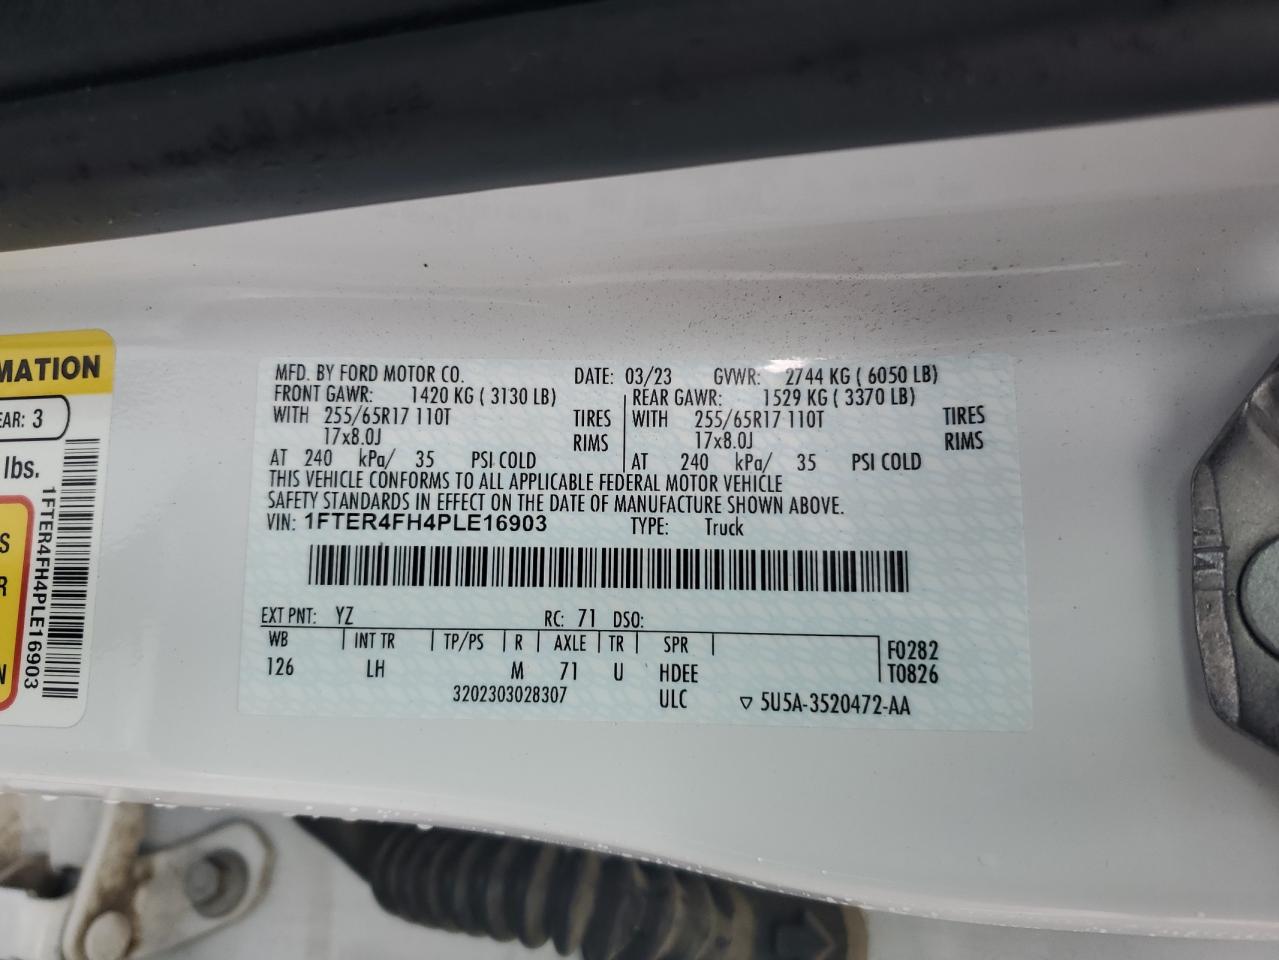 MATION
EAR: 3
lbs.
S
R
N
1FTER4FH4PLE16903
MFD. BY FORD MOTOR CO. DATE: 03/23 GVWR: 2744 KG ( 6050 LB)
FRONT GAWR: 1420 KG ( 3130 LB) REAR GAWR: 1529 KG ( 3370 LB)
WITH 255/65R17 110T TIRES WITH 255/65R17 110T TIRES
17x8.0J RIMS 17x8.0J RIMS
AT 240 kPa/ 35 PSI COLD AT 240 kPa/ 35 PSI COLD
THIS VEHICLE CONFORMS TO ALL APPLICABLE FEDERAL MOTOR VEHICLE
SAFETY STANDARDS IN EFFECT ON THE DATE OF MANUFACTURE SHOWN ABOVE.
VIN: 1FTER4FH4PLE16903 TYPE: Truck
EXT PNT: YZ RC: 71 DSO:
WB INT TR TP/PS R AXLE TR SPR F0282
126 LH M 71 U HDEE T0826
3202303028307 ULC ▽ 5U5A-3520472-AA